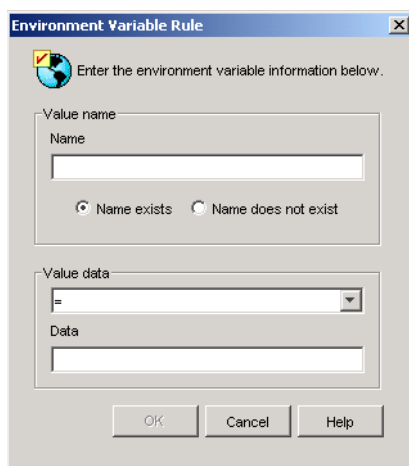 Environment Variable Rule
Enter the environment variable information below.
Value name
Name
Name exists Name does not exist
Value data
=
Data
OK Cancel Help